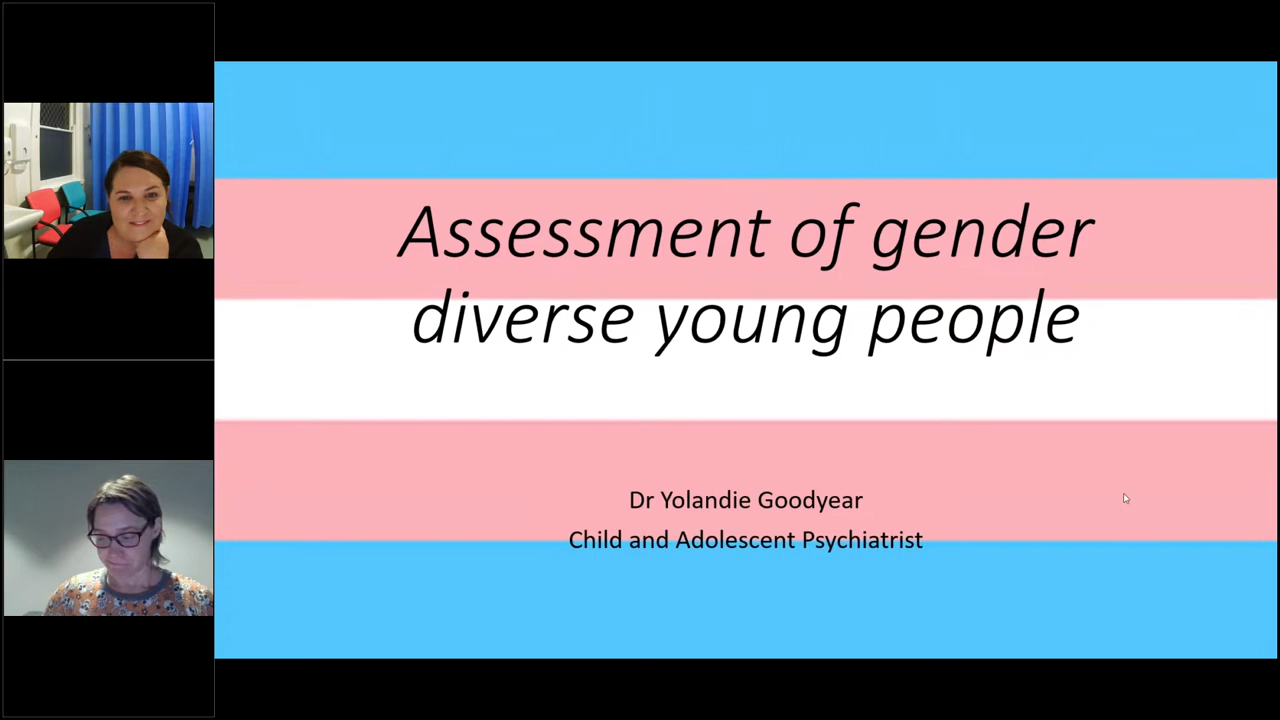 Assessment of gender
diverse young people
Dr Yolandie Goodyear
Child and Adolescent Psychiatrist